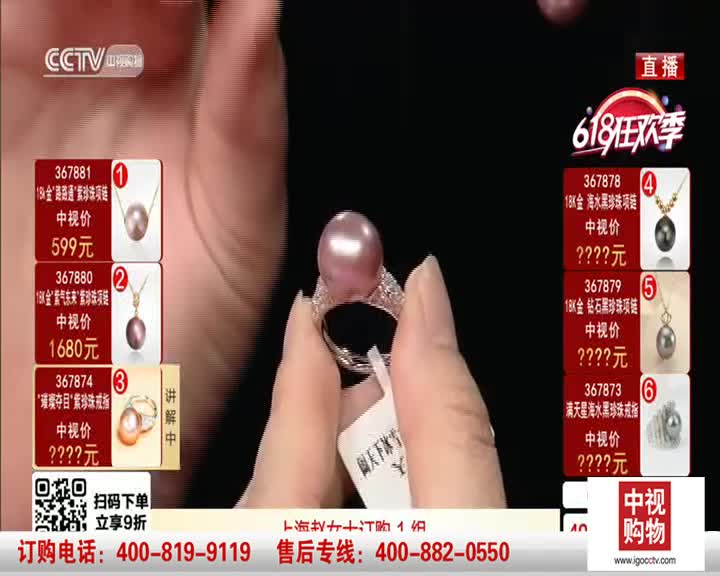 CCTV 中视购物
直播
618狂欢季
367881
18k金"路路通"紫珍珠项链
中视价
599元
1
367880
18K金"紫气东来"紫珍珠项链
中视价
1680元
2
367874
"璀璨夺目"紫珍珠戒指
中视价
????元
3
讲解中
367878
18K金 海水黑珍珠项链
中视价
????元
4
367879
18K金 钻石黑珍珠项链
中视价
????元
5
367873
满天星海水黑珍珠戒指
中视价
????元
6
扫码下单
立享9折
上海赵女士订购 1 组
中视
购物
www.igocctv.com
订购电话：400-819-9119 售后专线：400-882-0550